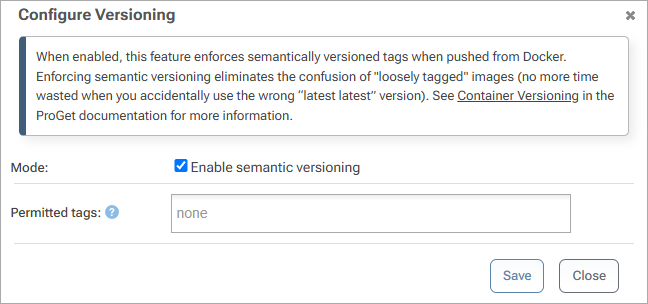 Configure Versioning
When enabled, this feature enforces semantically versioned tags when pushed from Docker.
Enforcing semantic versioning eliminates the confusion of "loosely tagged" images (no more time
wasted when you accidentally use the wrong "latest latest" version). See Container Versioning in the
ProGet documentation for more information.
Mode: Enable semantic versioning
Permitted tags: ? none
Save Close